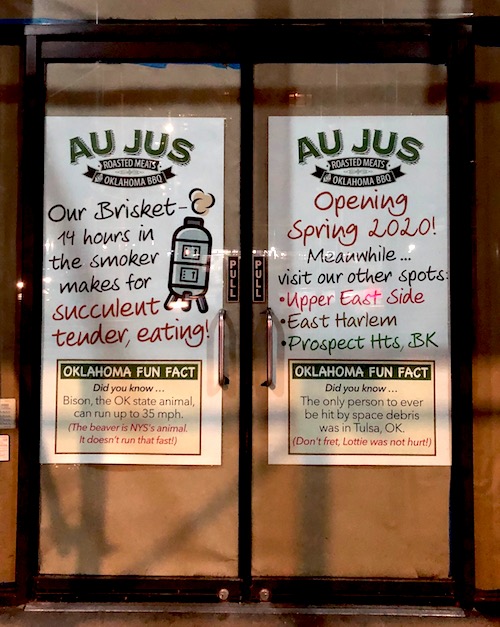 AU JUS
ROASTED MEATS
& OKLAHOMA BBQ
Our Brisket-
14 hours in
the smoker
makes for
succulent
tender, eating!
OKLAHOMA FUN FACT
Did you know ...
Bison, the OK state animal,
can run up to 35 mph.
(The beaver is NYS's animal.
It doesn't run that fast!)
PULL
PULL
AU JUS
ROASTED MEATS
& OKLAHOMA BBQ
Opening
Spring 2020!
Meanwhile ...
visit our other spots:
•Upper East Side
•East Harlem
•Prospect Hts, BK
OKLAHOMA FUN FACT
Did you know ...
The only person to ever
be hit by space debris
was in Tulsa, OK.
(Don't fret, Lottie was not hurt!)